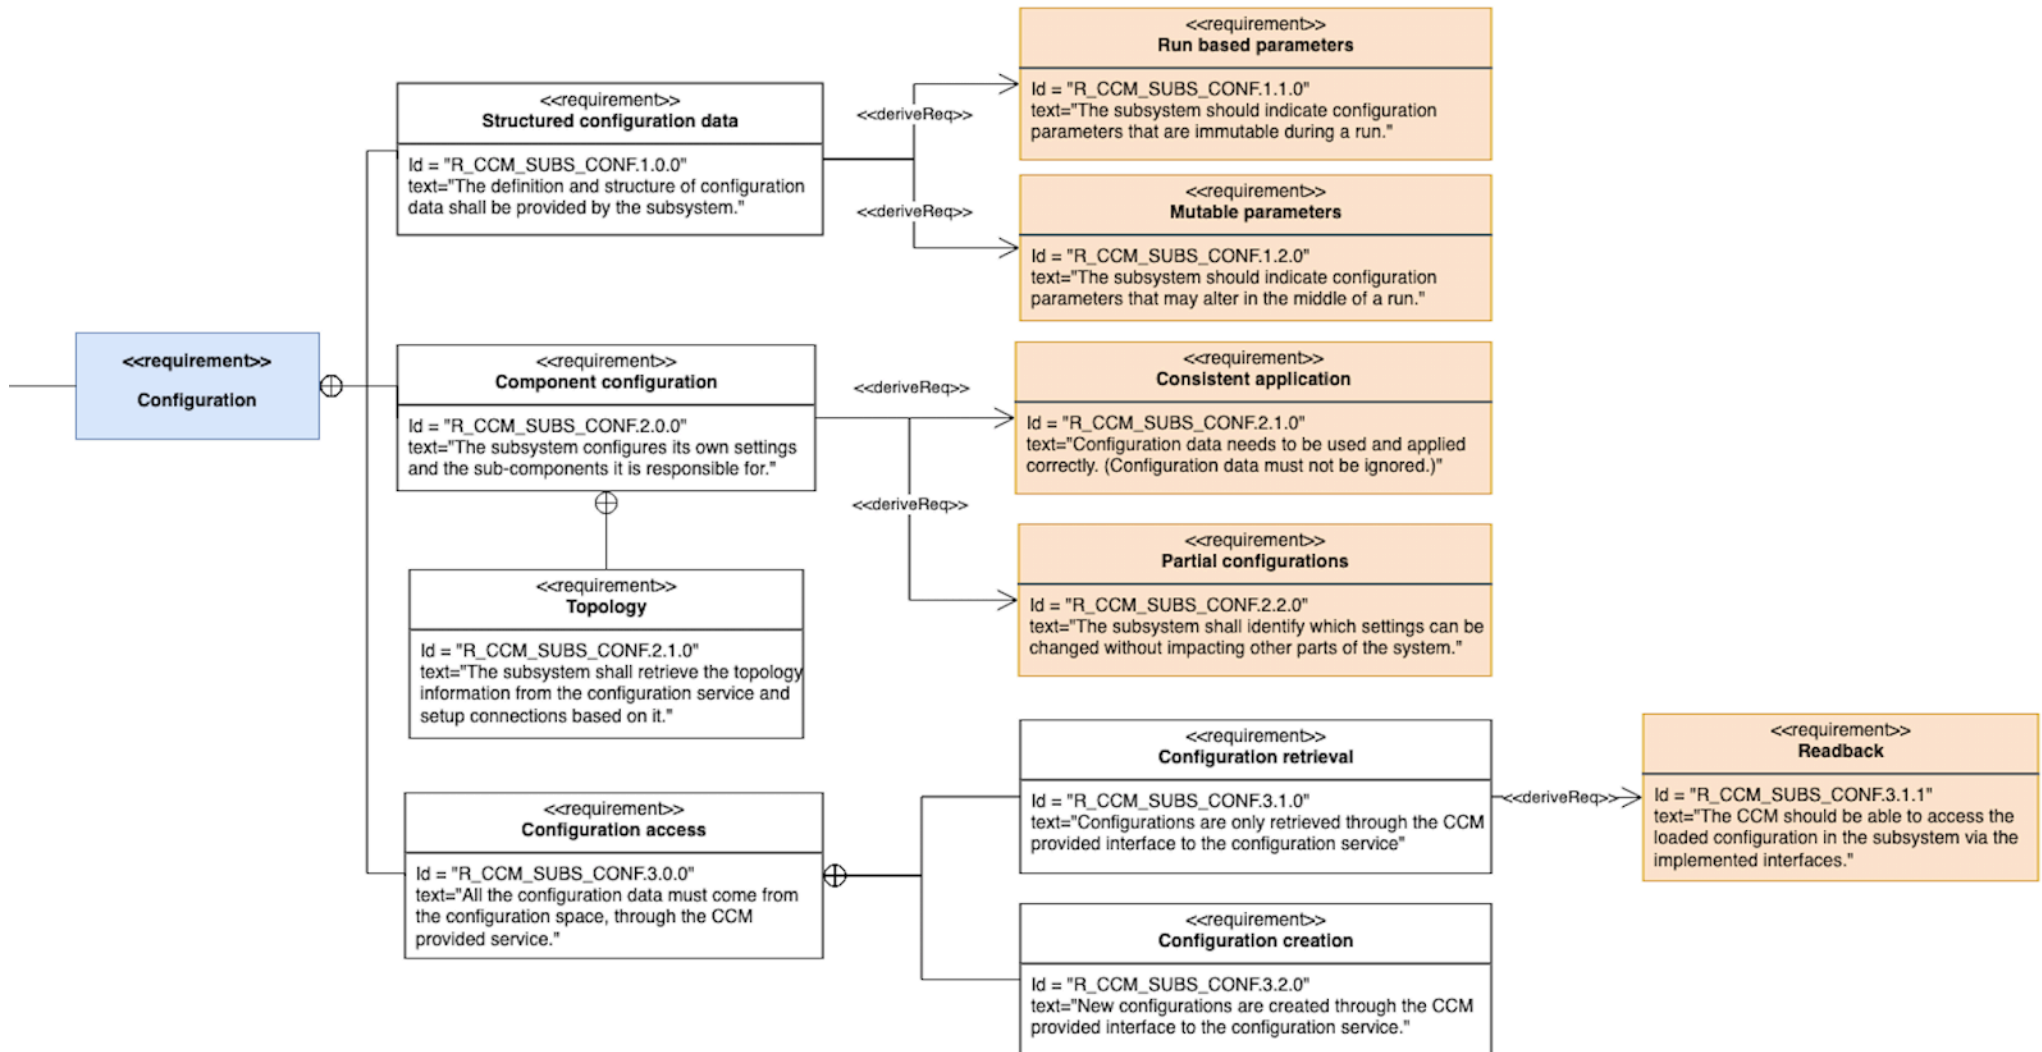 <<requirement>>
Configuration
<<requirement>>
Structured configuration data
Id = "R_CCM_SUBS_CONF.1.0.0"
text="The definition and structure of configuration
data shall be provided by the subsystem."
<<deriveReq>>
<<deriveReq>>
<<requirement>>
Run based parameters
Id = "R_CCM_SUBS_CONF.1.1.0"
text="The subsystem should indicate configuration
parameters that are immutable during a run."
<<requirement>>
Mutable parameters
Id = "R_CCM_SUBS_CONF.1.2.0"
text="The subsystem should indicate configuration
parameters that may alter in the middle of a run."
<<requirement>>
Component configuration
Id = "R_CCM_SUBS_CONF.2.0.0"
text="The subsystem configures its own settings
and the sub-components it is responsible for."
<<deriveReq>>
<<deriveReq>>
<<requirement>>
Consistent application
Id = "R_CCM_SUBS_CONF.2.1.0"
text="Configuration data needs to be used and applied
correctly. (Configuration data must not be ignored.)"
<<requirement>>
Partial configurations
Id = "R_CCM_SUBS_CONF.2.2.0"
text="The subsystem shall identify which settings can be
changed without impacting other parts of the system."
<<requirement>>
Topology
Id = "R_CCM_SUBS_CONF.2.1.0"
text="The subsystem shall retrieve the topology
information from the configuration service and
setup connections based on it."
<<requirement>>
Configuration access
Id = "R_CCM_SUBS_CONF.3.0.0"
text="All the configuration data must come from
the configuration space, through the CCM
provided service."
<<requirement>>
Configuration retrieval
Id = "R_CCM_SUBS_CONF.3.1.0"
text="Configurations are only retrieved through the CCM
provided interface to the configuration service"
<<deriveReq>>
<<requirement>>
Readback
Id = "R_CCM_SUBS_CONF.3.1.1"
text="The CCM should be able to access the
loaded configuration in the subsystem via the
implemented interfaces."
<<requirement>>
Configuration creation
Id = "R_CCM_SUBS_CONF.3.2.0"
text="New configurations are created through the CCM
provided interface to the configuration service."